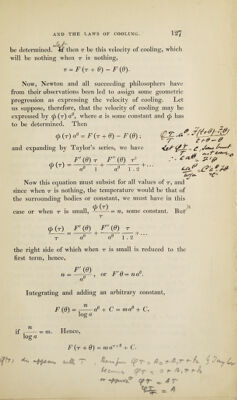 AND THE LAWS OF COOLING. 127
be determined. If then v be this velocity of cooling, which
will be nothing when τ is nothing,
v = F (τ + θ) − F (θ).
Now, Newton and all succeeding philosophers have
from their observations been led to assign some geometric
progression as expressing the velocity of cooling. Let
us suppose, therefore, that the velocity of cooling may be
expressed by φ (τ) a^θ, where a is some constant and φ has
to be determined. Then
φ (τ) a^θ = F (τ + θ) − F (θ);
and expanding by Taylor's series, we have
φ (τ) = F′(θ)/a^θ · τ/1 + F″(θ)/a^θ · τ²/1.2 + ...
Now this equation must subsist for all values of τ, and
since when τ is nothing, the temperature would be that of
the surrounding bodies or constant, we must have in this
case or when τ is small, φ(τ)/τ = n, some constant. But
φ(τ)/τ = F′(θ)/a^θ + F″(θ)/a^θ · τ/1.2 + ...
the right side of which when τ is small is reduced to the
first term, hence,
n = F′(θ)/a^θ, or F′θ = na^θ.
Integrating and adding an arbitrary constant,
F (θ) = n/log a · a^θ + C = ma^θ + C,
if n/log a = m. Hence,
F (τ + θ) = ma^(τ+θ) + C.